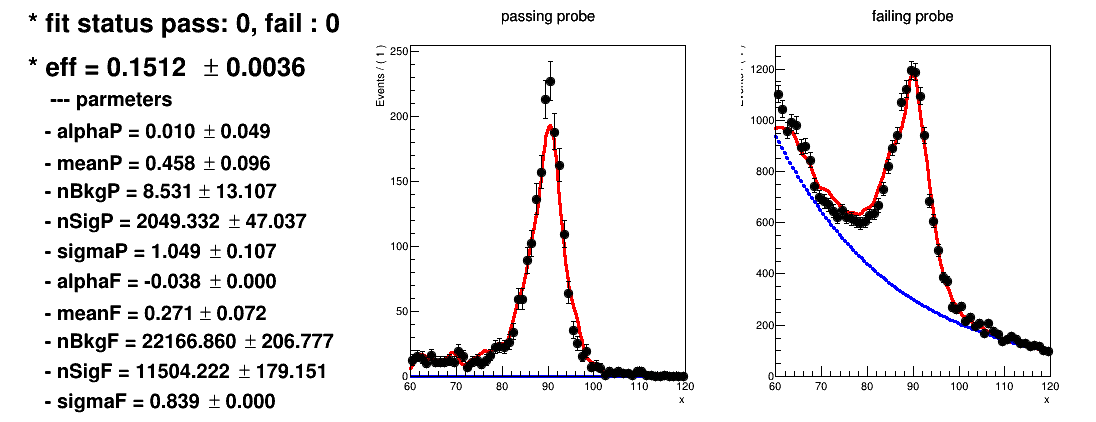 * fit status pass: 0, fail : 0
* eff = 0.1512 ± 0.0036
--- parmeters
- alphaP = 0.010 ± 0.049
- meanP = 0.458 ± 0.096
- nBkgP = 8.531 ± 13.107
- nSigP = 2049.332 ± 47.037
- sigmaP = 1.049 ± 0.107
- alphaF = -0.038 ± 0.000
- meanF = 0.271 ± 0.072
- nBkgF = 22166.860 ± 206.777
- nSigF = 11504.222 ± 179.151
- sigmaF = 0.839 ± 0.000
passing probe
Events / ( 1 )
250
200
150
100
50
0
60 70 80 90 100 110 120
x
failing probe
1200
1000
800
600
400
200
0
60 70 80 90 100 110 120
x